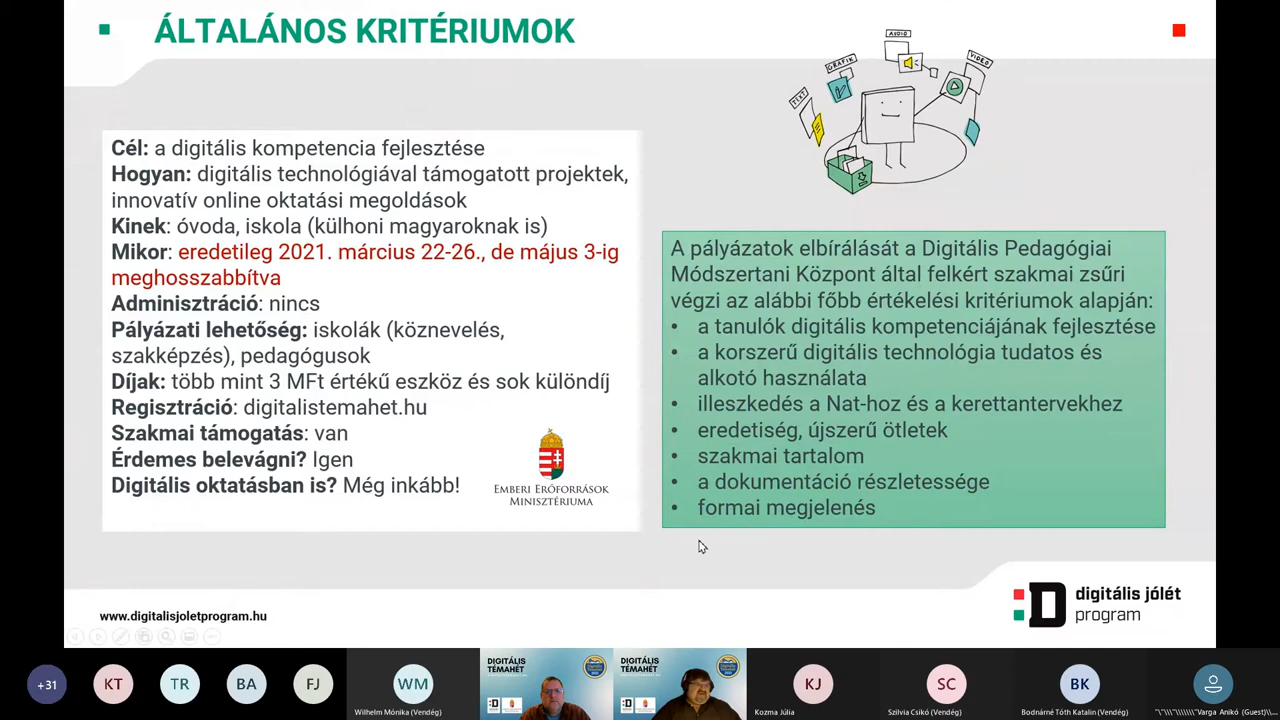 ÁLTALÁNOS KRITÉRIUMOK
TEXT
GRAFIK
AUDIO
VIDEO
Cél: a digitális kompetencia fejlesztése
Hogyan: digitális technológiával támogatott projektek,
innovatív online oktatási megoldások
Kinek: óvoda, iskola (külhoni magyaroknak is)
Mikor: eredetileg 2021. március 22-26., de május 3-ig
meghosszabbítva
Adminisztráció: nincs
Pályázati lehetőség: iskolák (köznevelés,
szakképzés), pedagógusok
Díjak: több mint 3 MFt értékű eszköz és sok különdíj
Regisztráció: digitalistemahet.hu
Szakmai támogatás: van
Érdemes belevágni? Igen
Digitális oktatásban is? Még inkább!
EMBERI ERŐFORRÁSOK
MINISZTÉRIUMA
A pályázatok elbírálását a Digitális Pedagógiai
Módszertani Központ által felkért szakmai zsűri
végzi az alábbi főbb értékelési kritériumok alapján:
• a tanulók digitális kompetenciájának fejlesztése
• a korszerű digitális technológia tudatos és
alkotó használata
• illeszkedés a Nat-hoz és a kerettantervekhez
• eredetiség, újszerű ötletek
• szakmai tartalom
• a dokumentáció részletessége
• formai megjelenés
www.digitalisjoletprogram.hu
digitális jólét
program
+31
KT
TR
BA
FJ
WM
Wilhelm Mónika (Vendég)
DIGITÁLIS
TÉMAHÉT
DIGITÁLIS
TÉMAHÉT
KJ
Kozma Júlia
SC
Szilvia Csikó (Vendég)
BK
Bodnárné Tóth Katalin (Vendég)
"\"\\"\\\\\\\"Varga Anikó (Guest)\\...